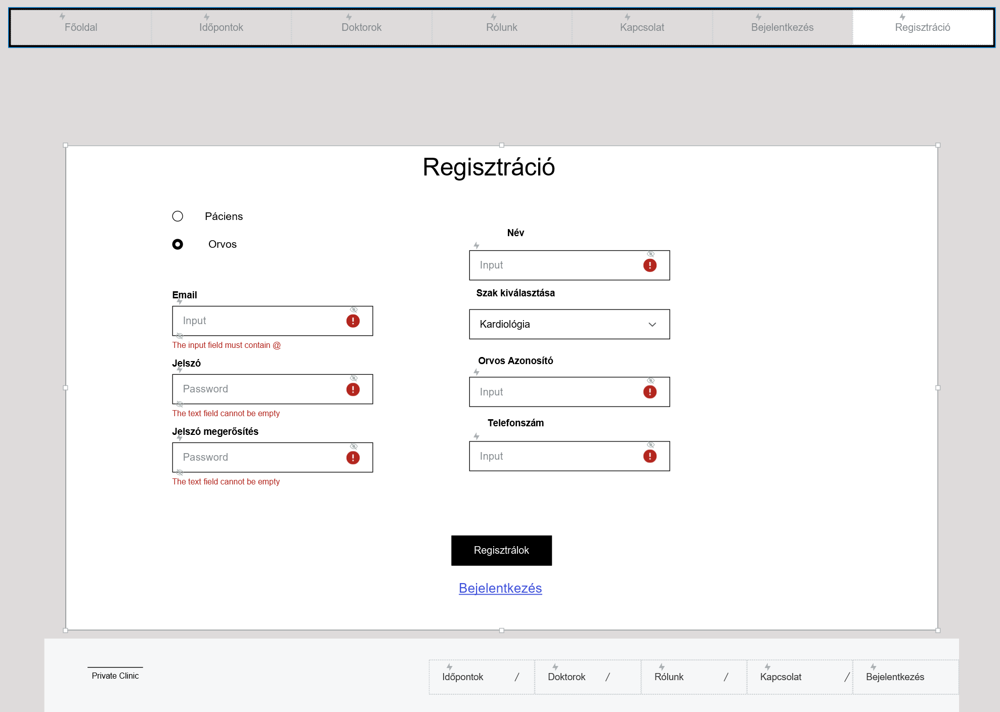 Főoldal
Időpontok
Doktorok
Rólunk
Kapcsolat
Bejelentkezés
Regisztráció
Regisztráció
Páciens
Orvos
Email
Input
The input field must contain @
Jelszó
Password
The text field cannot be empty
Jelszó megerősítés
Password
The text field cannot be empty
Név
Input
Szak kiválasztása
Kardiológia
Orvos Azonosító
Input
Telefonszám
Input
Regisztrálok
Bejelentkezés
Private Clinic
Időpontok / Doktorok / Rólunk / Kapcsolat / Bejelentkezés